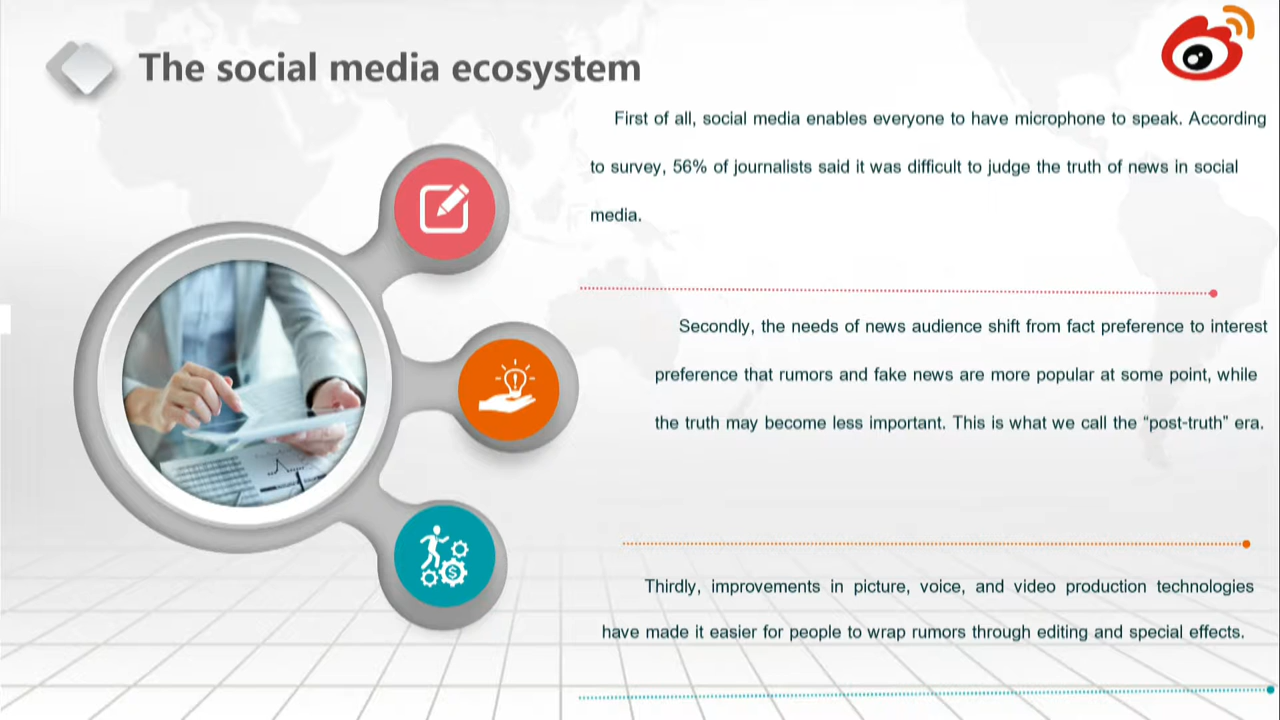 The social media ecosystem
First of all, social media enables everyone to have microphone to speak. According
to survey, 56% of journalists said it was difficult to judge the truth of news in social
media.
Secondly, the needs of news audience shift from fact preference to interest
preference that rumors and fake news are more popular at some point, while
the truth may become less important. This is what we call the “post-truth” era.
Thirdly, improvements in picture, voice, and video production technologies
have made it easier for people to wrap rumors through editing and special effects.